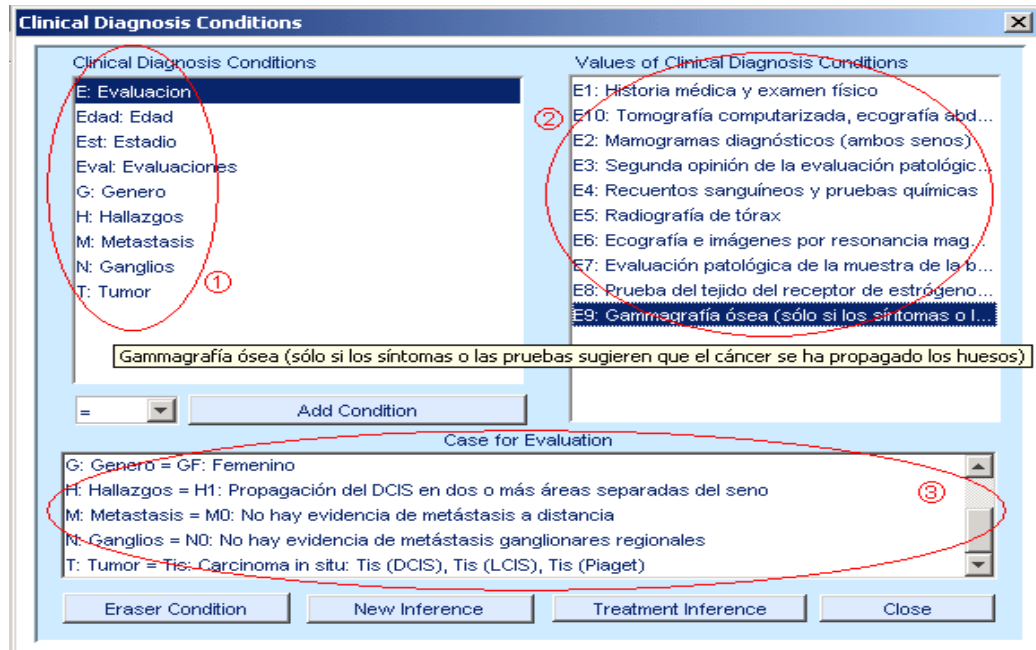 Clinical Diagnosis Conditions
Clinical Diagnosis Conditions
E: Evaluacion
Edad: Edad
Est: Estadio
Eval: Evaluaciones
G: Genero
H: Hallazgos
M: Metastasis
N: Ganglios
T: Tumor
①
Values of Clinical Diagnosis Conditions
E1: Historia médica y examen físico
E10: Tomografía computarizada, ecografía abd...
E2: Mamogramas diagnósticos (ambos senos)
E3: Segunda opinión de la evaluación patológic...
E4: Recuentos sanguíneos y pruebas químicas
E5: Radiografía de tórax
E6: Ecografía e imágenes por resonancia mag...
E7: Evaluación patológica de la muestra de la b...
E8: Prueba del tejido del receptor de estrógeno...
E9: Gammagrafía ósea (sólo si los síntomas o l...
②
Gammagrafía ósea (sólo si los síntomas o las pruebas sugieren que el cáncer se ha propagado los huesos)
=
Add Condition
Case for Evaluation
G: Genero = GF: Femenino
H: Hallazgos = H1: Propagación del DCIS en dos o más áreas separadas del seno
M: Metastasis = M0: No hay evidencia de metástasis a distancia
N: Ganglios = N0: No hay evidencia de metástasis ganglionares regionales
T: Tumor = Tis: Carcinoma in situ: Tis (DCIS), Tis (LCIS), Tis (Piaget)
③
Eraser Condition
New Inference
Treatment Inference
Close